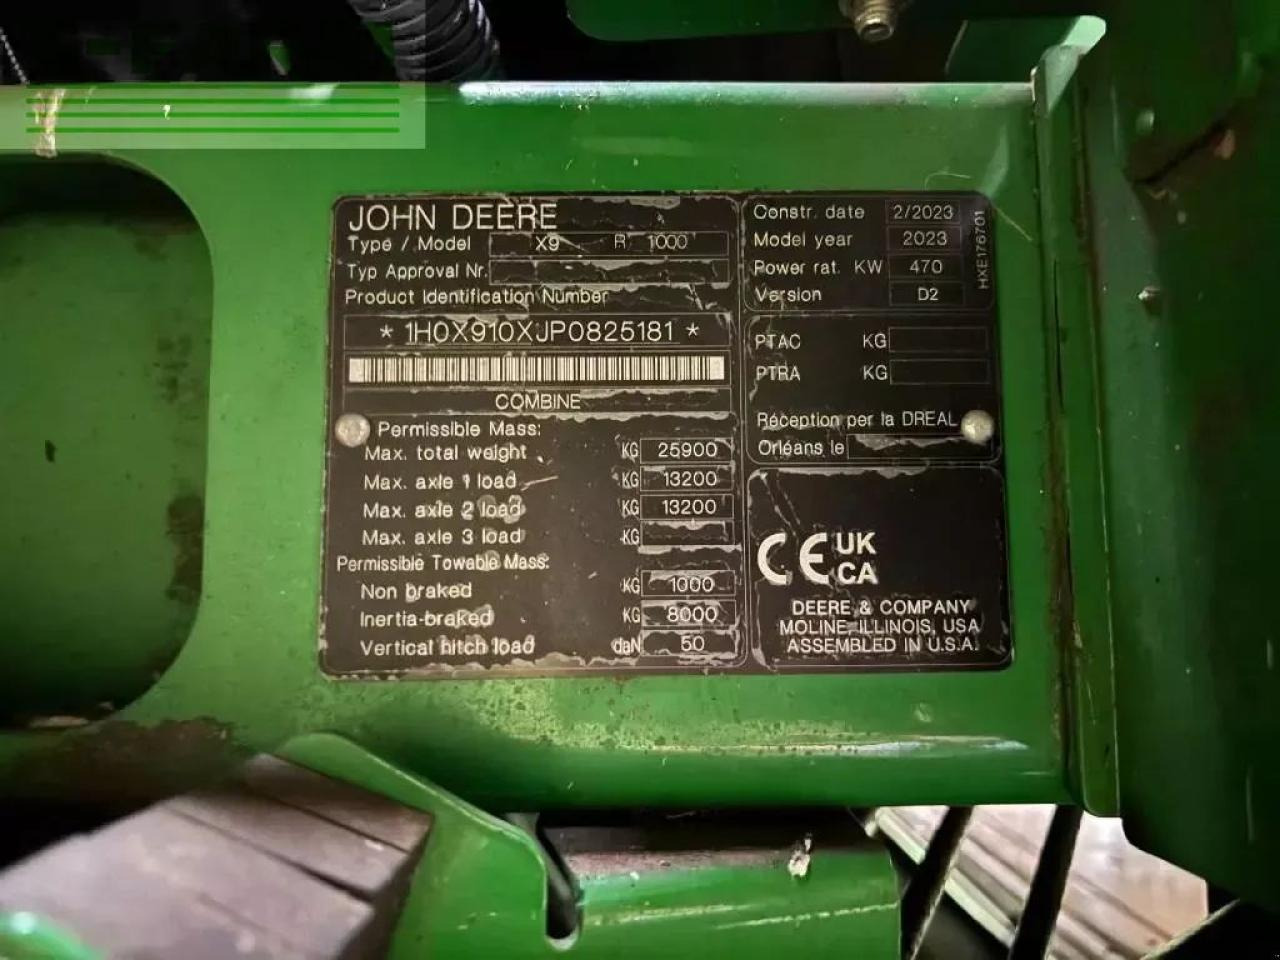 JOHN DEERE
Type / Model X9 R 1000
Typ Approval Nr.
Product Identification Number
* 1H0X910XJP0825181 *
COMBINE
Permissible Mass:
Max. total weight KG 25900
Max. axle 1 load KG 13200
Max. axle 2 load KG 13200
Max. axle 3 load KG
Permissible Towable Mass:
Non braked KG 1000
Inertia-braked KG 8000
Vertical hitch load daN 50
Constr. date 2/2023
Model year 2023
Power rat. KW 470
Version D2
HXE176701
PTAC KG
PTRA KG
Réception per la DREAL
Orléans le
CE UK
CA
DEERE & COMPANY
MOLINE, ILLINOIS, USA
ASSEMBLED IN U.S.A.